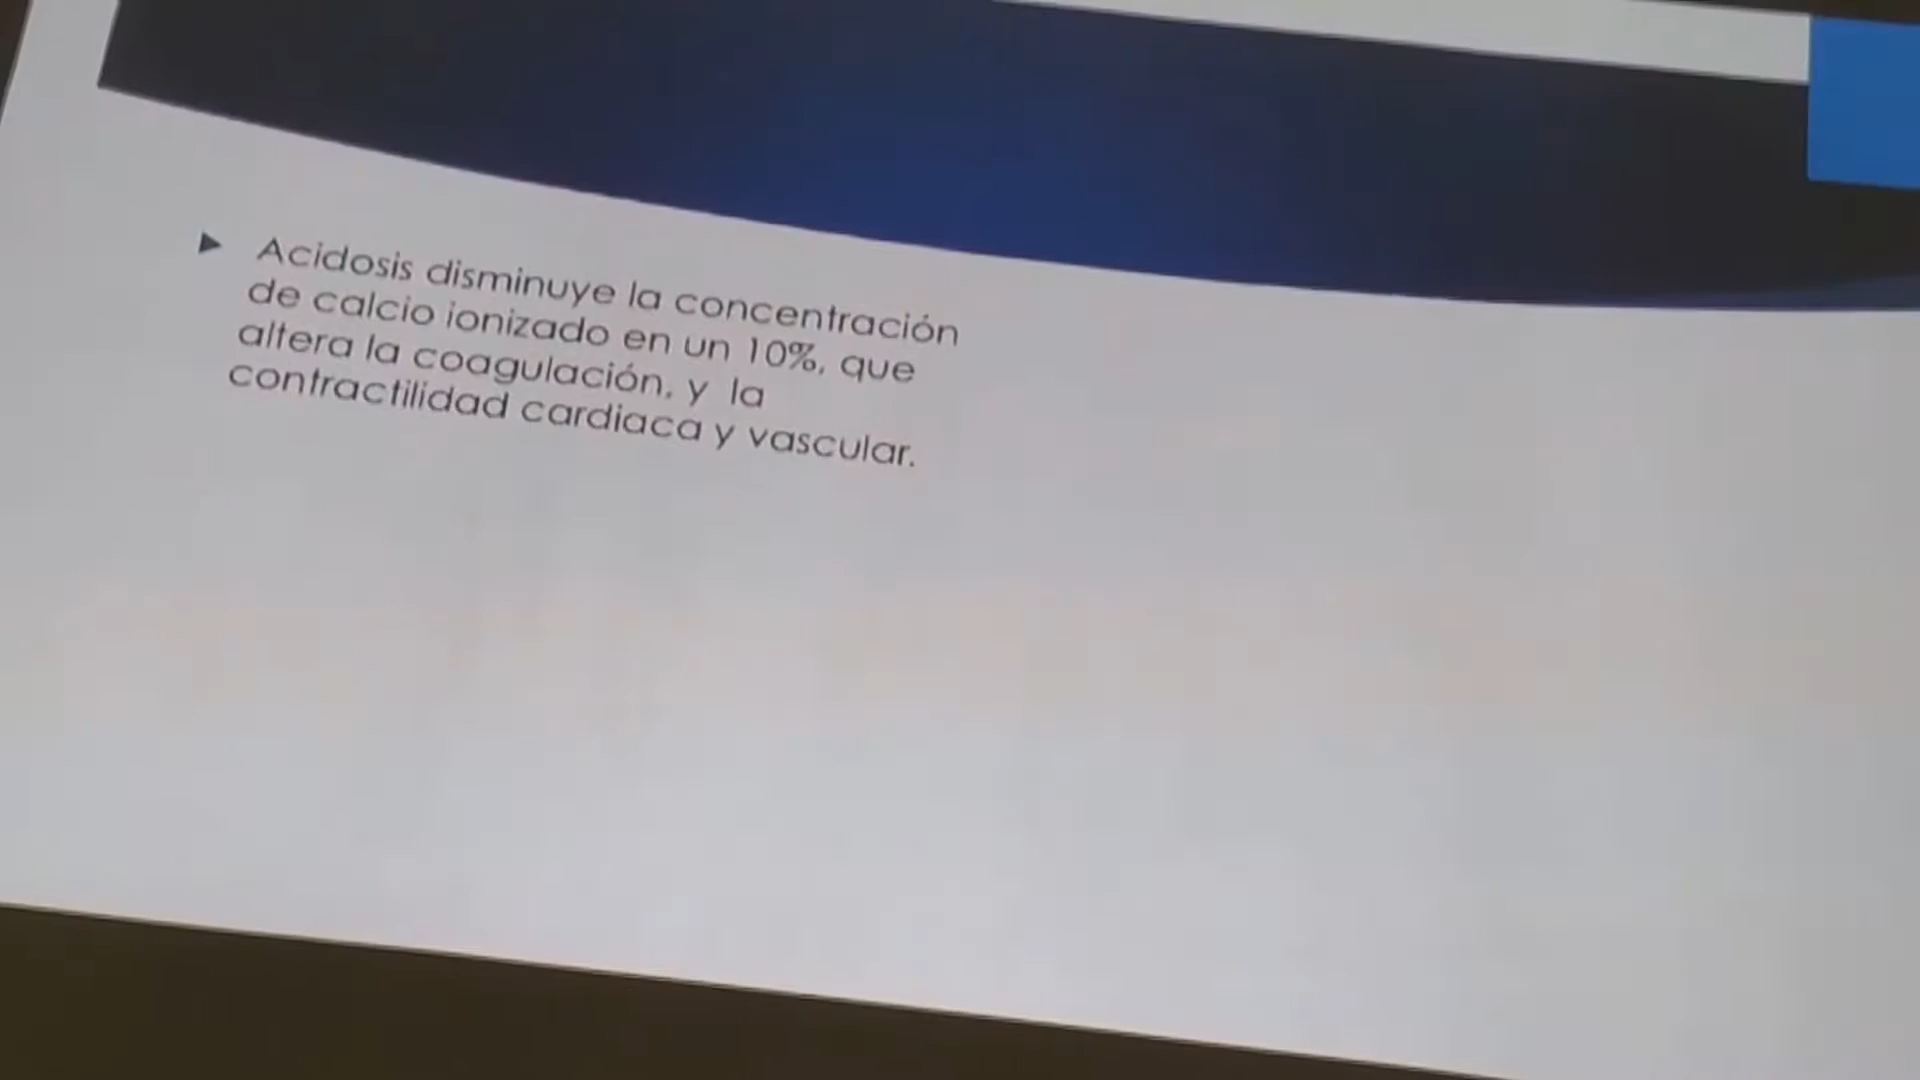 Acidosis disminuye la concentración
de calcio ionizado en un 10%, que
altera la coagulación, y la
contractilidad cardiaca y vascular.